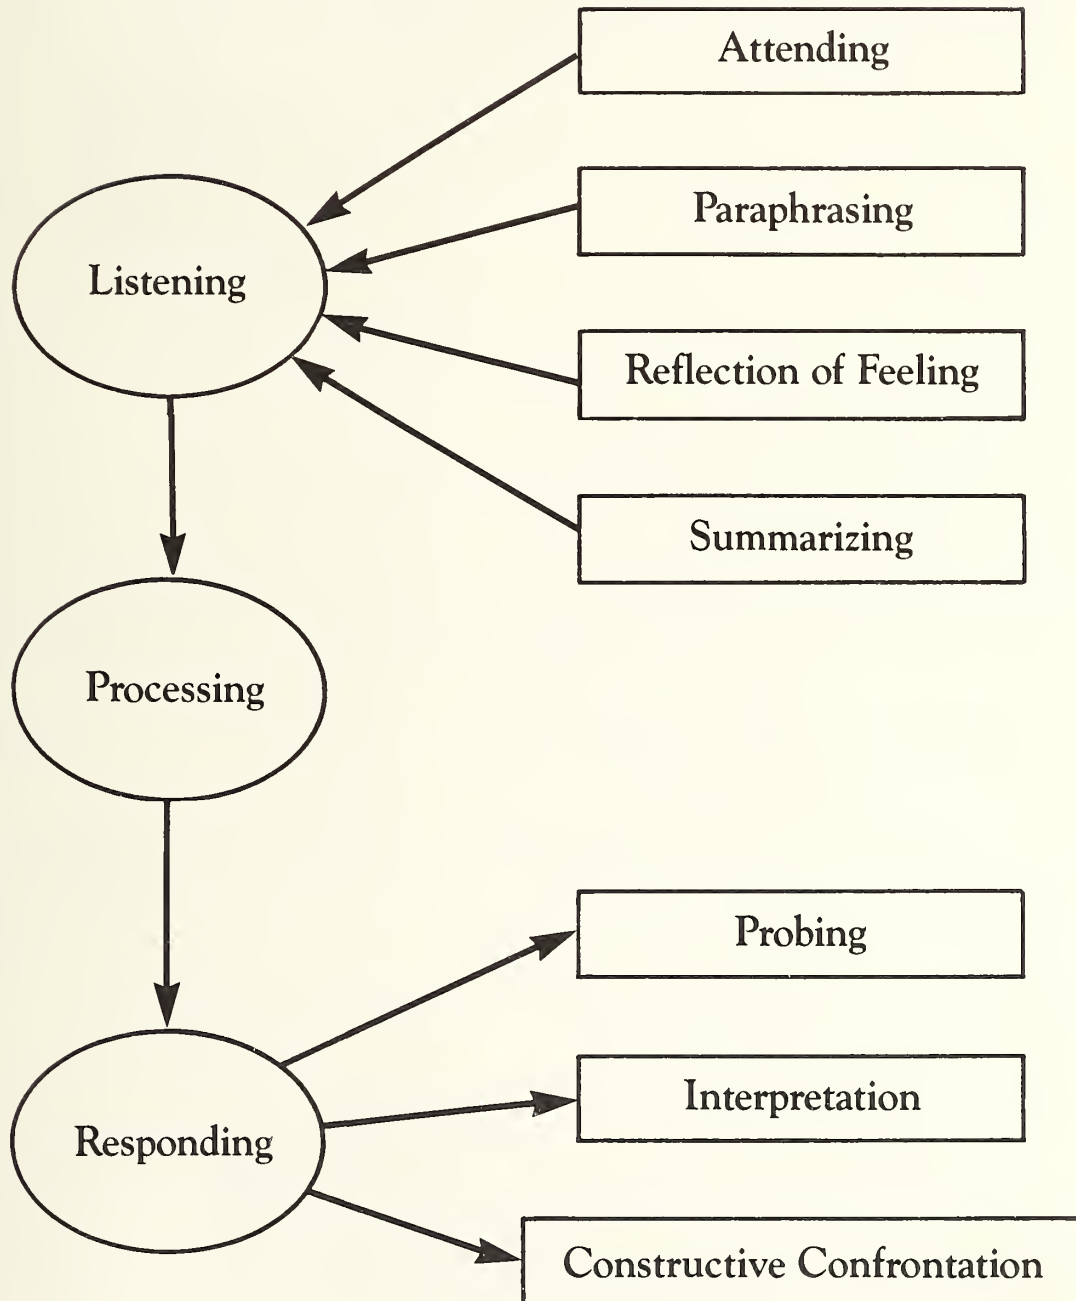 Attending
Paraphrasing
Listening
Reflection of Feeling
Summarizing
Processing
Probing
Interpretation
Responding
Constructive Confrontation